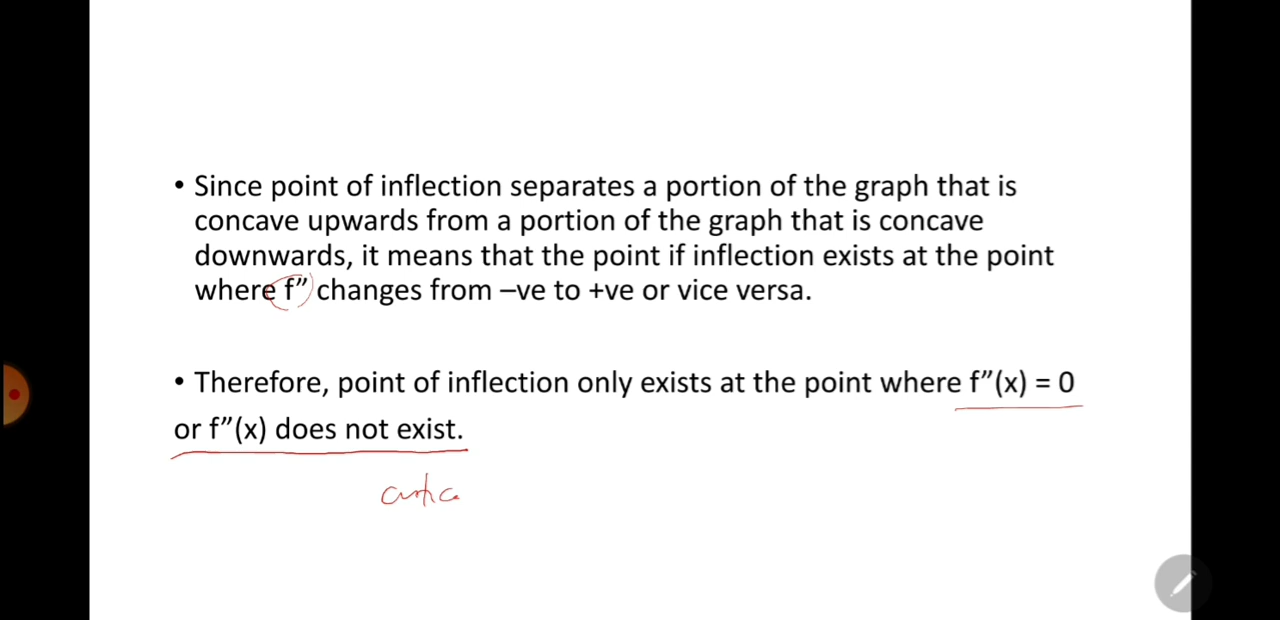 • Since point of inflection separates a portion of the graph that is
concave upwards from a portion of the graph that is concave
downwards, it means that the point if inflection exists at the point
where f” changes from –ve to +ve or vice versa.
• Therefore, point of inflection only exists at the point where f”(x) = 0
or f”(x) does not exist.